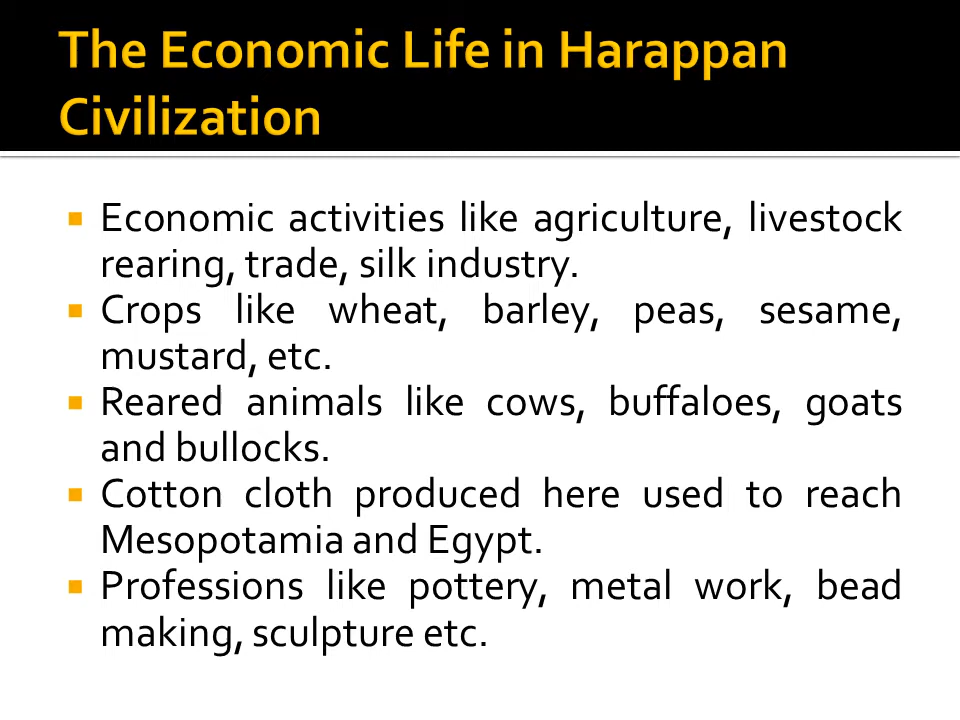 The Economic Life in Harappan
Civilization
Economic activities like agriculture, livestock
rearing, trade, silk industry.
Crops like wheat, barley, peas, sesame,
mustard, etc.
Reared animals like cows, buffaloes, goats
and bullocks.
Cotton cloth produced here used to reach
Mesopotamia and Egypt.
Professions like pottery, metal work, bead
making, sculpture etc.